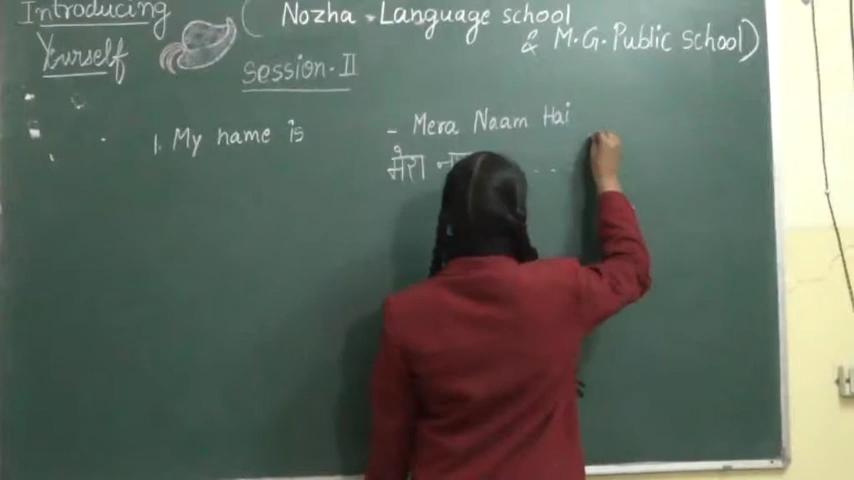 Introducing ( Nozha - Language school
Yourself & M.G. Public School)
Session-II
1. My name is - Mera Naam Hai
मेरा ...